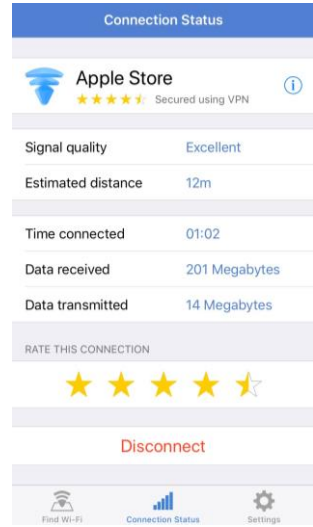 Connection Status
Apple Store
Secured using VPN
Signal quality Excellent
Estimated distance 12m
Time connected 01:02
Data received 201 Megabytes
Data transmitted 14 Megabytes
RATE THIS CONNECTION
Disconnect
Find Wi-Fi Connection Status Settings